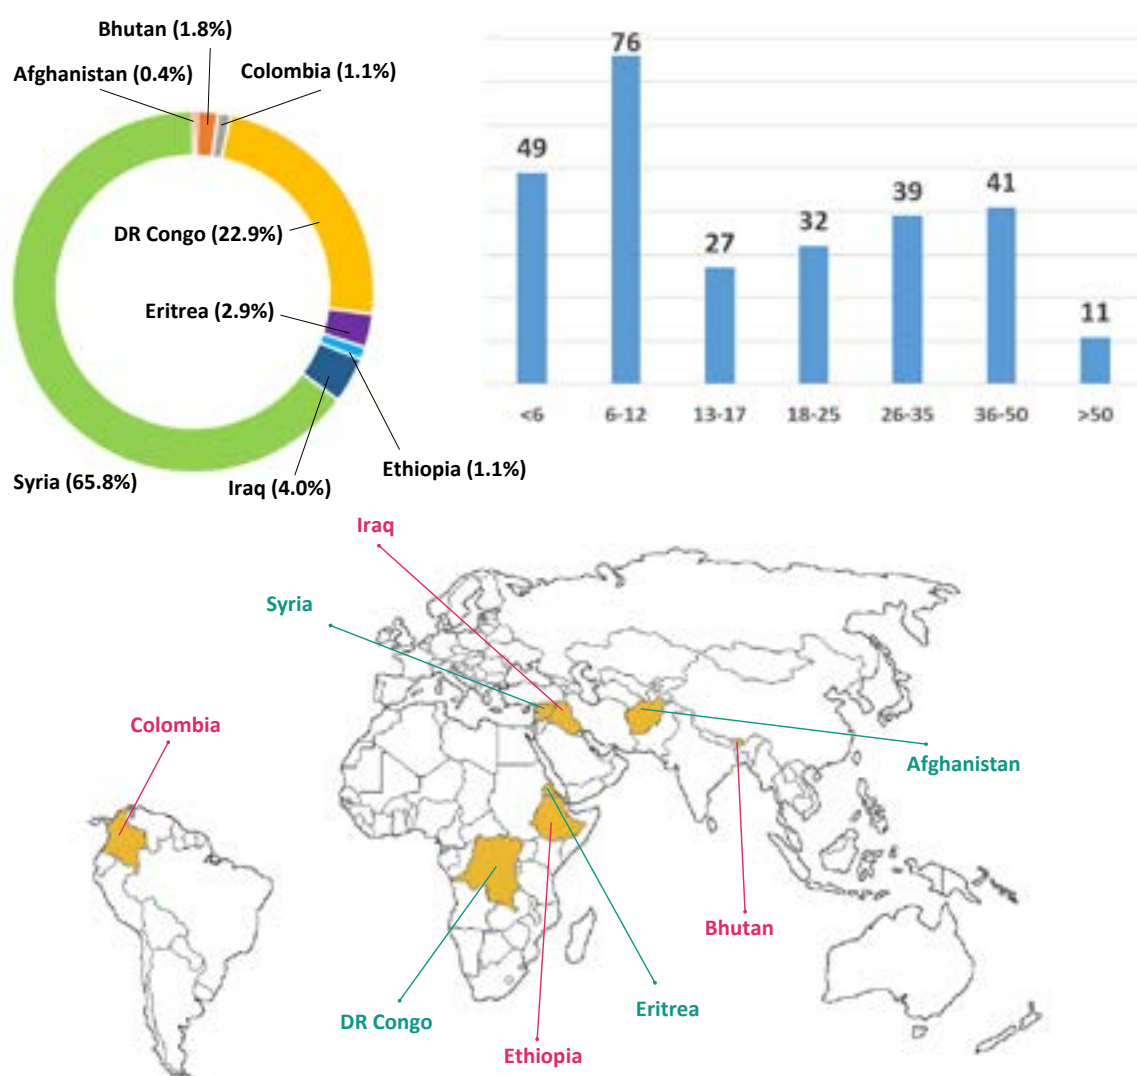 Bhutan (1.8%)
Afghanistan (0.4%)
Colombia (1.1%)
DR Congo (22.9%)
Eritrea (2.9%)
Ethiopia (1.1%)
Syria (65.8%)
Iraq (4.0%)
49
76
27
32
39
41
11
<6
6-12
13-17
18-25
26-35
36-50
>50
Iraq
Syria
Colombia
Afghanistan
Bhutan
Eritrea
DR Congo
Ethiopia